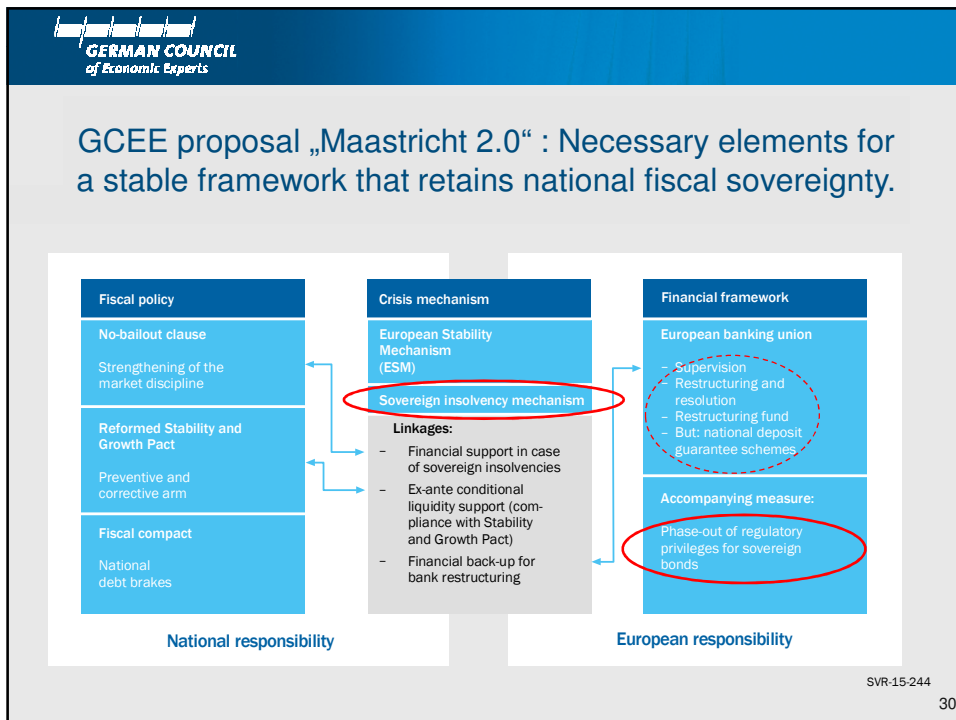 GERMAN COUNCIL
of Economic Experts
GCEE proposal „Maastricht 2.0“ : Necessary elements for
a stable framework that retains national fiscal sovereignty.
Fiscal policy
No-bailout clause
Strengthening of the
market discipline
Reformed Stability and
Growth Pact
Preventive and
corrective arm
Fiscal compact
National
debt brakes
National responsibility
Crisis mechanism
European Stability
Mechanism
(ESM)
Sovereign insolvency mechanism
Linkages:
– Financial support in case
of sovereign insolvencies
– Ex-ante conditional
liquidity support (com-
pliance with Stability
and Growth Pact)
– Financial back-up for
bank restructuring
Financial framework
European banking union
– Supervision
– Restructuring and
resolution
– Restructuring fund
– But: national deposit
guarantee schemes
Accompanying measure:
Phase-out of regulatory
privileges for sovereign
bonds
European responsibility
SVR-15-244
30